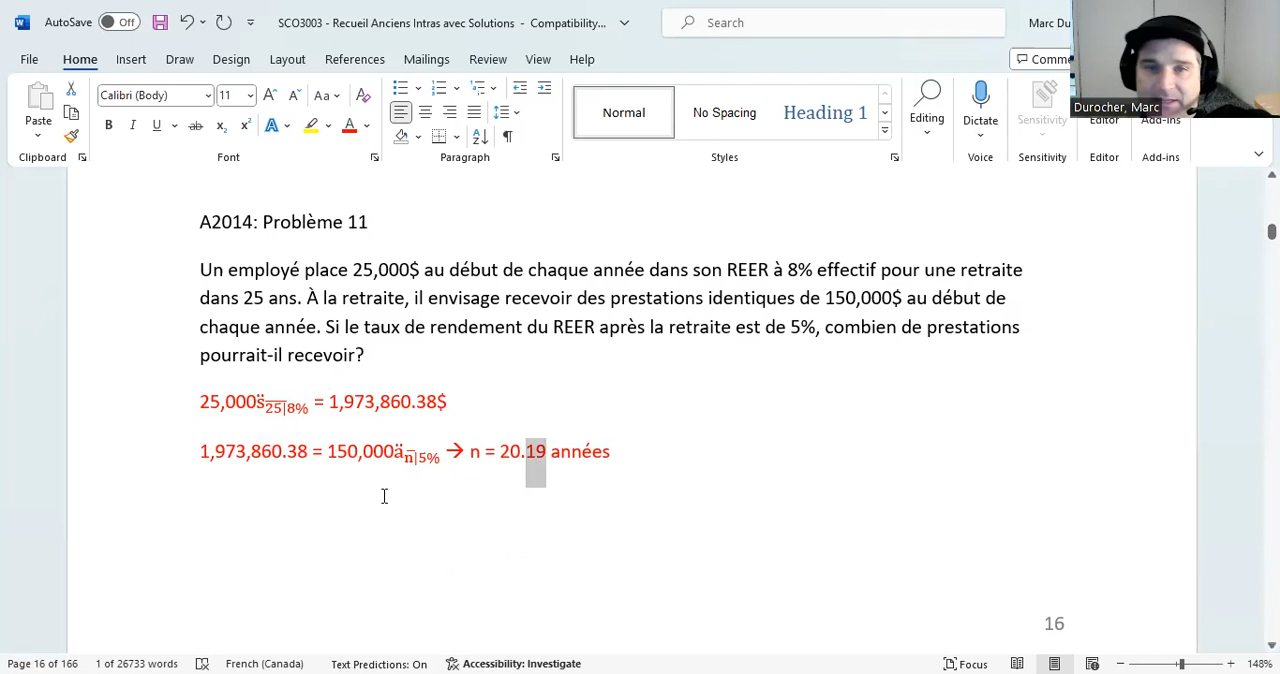 AutoSave Off SCO3003 - Recueil Anciens Intras avec Solutions - Compatibility... Search Marc Du
File Home Insert Draw Design Layout References Mailings Review View Help Comme
Durocher, Marc
Paste Calibri (Body) 11 Aa Normal No Spacing Heading 1 Editing Dictate Sensitivity Editor Add-ins
B I U ab x₂ x² A A
Clipboard Font Paragraph Styles Voice Sensitivity Editor Add-ins
A2014: Problème 11
Un employé place 25,000$ au début de chaque année dans son REER à 8% effectif pour une retraite
dans 25 ans. À la retraite, il envisage recevoir des prestations identiques de 150,000$ au début de
chaque année. Si le taux de rendement du REER après la retraite est de 5%, combien de prestations
pourrait-il recevoir?
25,000s̈25|8% = 1,973,860.38$
1,973,860.38 = 150,000än|5% → n = 20.19 années
16
Page 16 of 166 1 of 26733 words French (Canada) Text Predictions: On Accessibility: Investigate Focus 148%